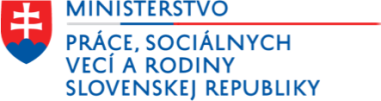 MINISTERSTVO
PRÁCE, SOCIÁLNYCH
VECÍ A RODINY
SLOVENSKEJ REPUBLIKY